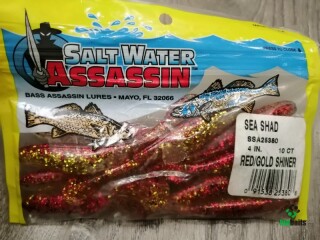 SALT WATER
ASSASSIN
BASS ASSASSIN LURES • MAYO, FL 32066
SEA SHAD
SSA25380
4 IN. 10 CT
RED/GOLD SHINER